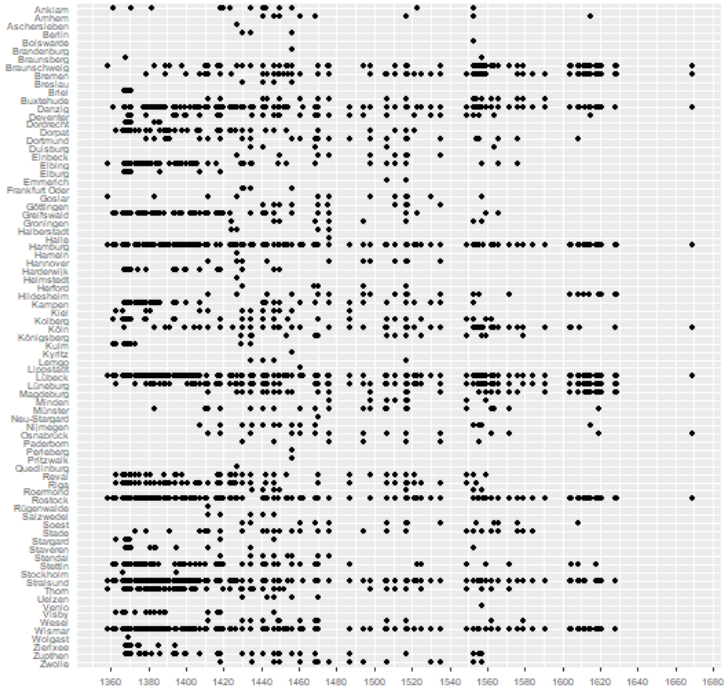 Anklam
Arnhem
Aschersleben
Berlin
Bolswarde
Brandenburg
Braunsberg
Braunschweig
Bremen
Breslau
Briel
Buxtehude
Danzig
Deventer
Dordrecht
Dorpat
Dortmund
Duisburg
Einbeck
Elbing
Elburg
Emmerich
Frankfurt Oder
Goslar
Göttingen
Greifswald
Groningen
Halberstadt
Halle
Hamburg
Hameln
Hannover
Harderwijk
Helmstedt
Herford
Hildesheim
Kampen
Kiel
Kolberg
Köln
Königsberg
Kulm
Kyritz
Lemgo
Lippstadt
Lübeck
Lüneburg
Magdeburg
Minden
Münster
Neu-Stargard
Nijmegen
Osnabrück
Paderborn
Perleberg
Pritzwalk
Quedlinburg
Reval
Riga
Roermond
Rostock
Rügenwalde
Salzwedel
Soest
Stade
Stargard
Staveren
Stendal
Stettin
Stockholm
Stralsund
Thorn
Uelzen
Venlo
Visby
Wesel
Wismar
Wolgast
Zierixee
Zutphen
Zwolle
1360 1380 1400 1420 1440 1460 1480 1500 1520 1540 1560 1580 1600 1620 1640 1660 1680